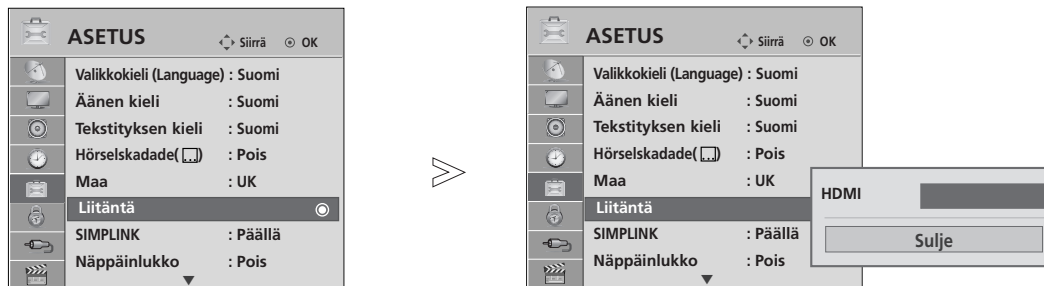 ASETUS Siirrä OK
Valikkokieli (Language) : Suomi
Äänen kieli : Suomi
Tekstityksen kieli : Suomi
Hörselskadade( ) : Pois
Maa : UK
Liitäntä
SIMPLINK : Päällä
Näppäinlukko : Pois
ASETUS Siirrä OK
Valikkokieli (Language) : Suomi
Äänen kieli : Suomi
Tekstityksen kieli : Suomi
Hörselskadade( ) : Pois
Maa : UK
Liitäntä
SIMPLINK : Päällä
Näppäinlukko : Pois
HDMI
Sulje